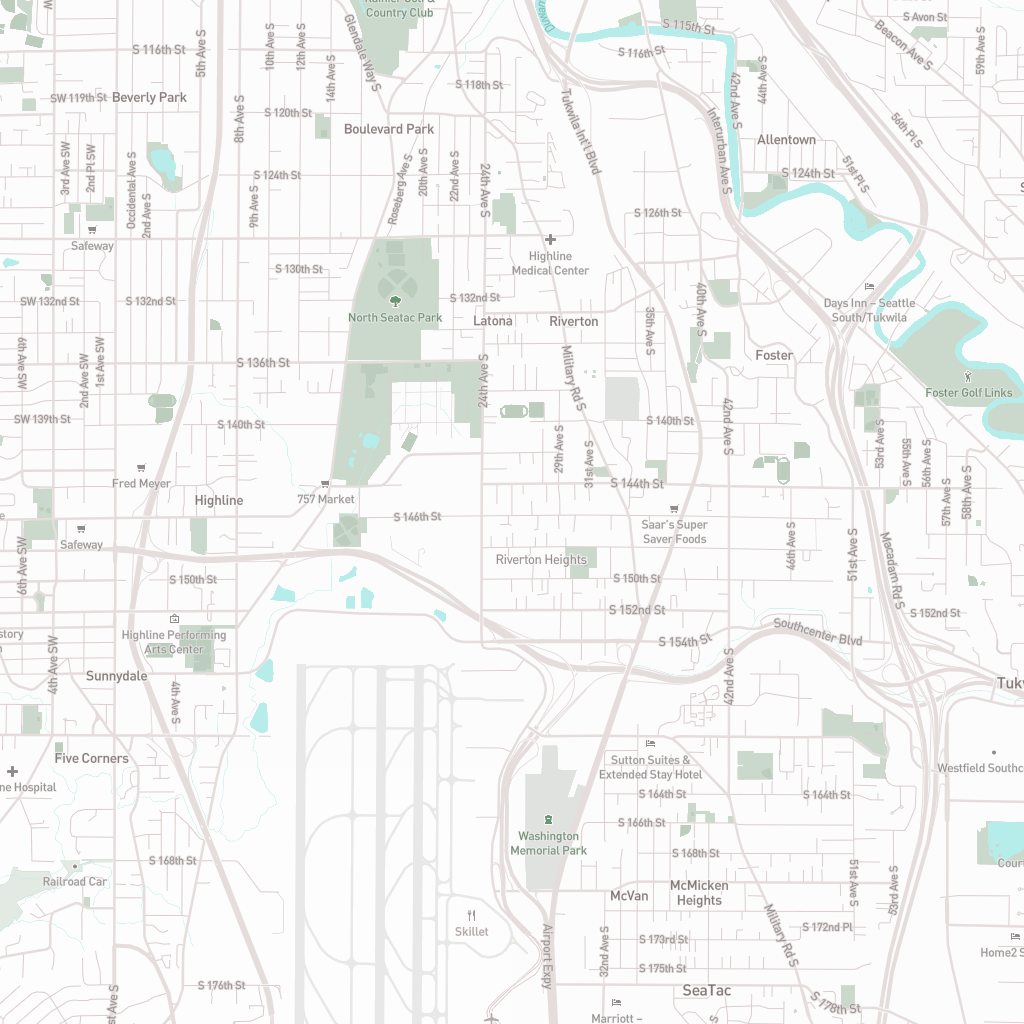 Country Club
Glendale Way S
S 115th St
S Avon St
Beacon Ave S
59th Ave S
S 116th St
5th Ave S
10th Ave S
12th Ave S
14th Ave S
S 116th St
S 118th St
42nd Ave S
44th Ave S
SW 119th St
Beverly Park
8th Ave S
S 120th St
Boulevard Park
Tukwila Int'l Blvd
Interurban Ave S
Allentown
56th Pl S
3rd Ave SW
2nd Pl SW
Occidental Ave S
2nd Ave S
S 124th St
9th Ave S
Roseberg Ave S
20th Ave S
22nd Ave S
24th Ave S
S 124th St
51st Pl S
S 126th St
Safeway
Highline
Medical Center
S 130th St
SW 132nd St
S 132nd St
S 132nd St
North Seatac Park
Latona
Riverton
35th Ave S
40th Ave S
Days Inn – Seattle
South/Tukwila
6th Ave SW
2nd Ave SW
1st Ave SW
S 136th St
24th Ave S
Military Rd S
Foster
Foster Golf Links
SW 139th St
S 140th St
S 140th St
42nd Ave S
29th Ave S
31st Ave S
53rd Ave S
55th Ave S
56th Ave S
57th Ave S
58th Ave S
Fred Meyer
Highline
757 Market
S 144th St
S 146th St
Saar's Super
Saver Foods
Safeway
6th Ave SW
Riverton Heights
46th Ave S
51st Ave S
Macadam Rd S
S 150th St
S 150th St
S 152nd St
S 152nd St
Highline Performing
Arts Center
Southcenter Blvd
S 154th St
4th Ave SW
Sunnydale
4th Ave S
42nd Ave S
Five Corners
Sutton Suites &
Extended Stay Hotel
Westfield Southc
ne Hospital
S 164th St
S 164th St
S 166th St
Washington
Memorial Park
S 168th St
S 168th St
Railroad Car
McVan
McMicken
Heights
51st Ave S
53rd Ave S
Court
Skillet
Airport Expy
32nd Ave S
S 173rd St
Military Rd S
S 172nd Pl
Home2 S
S 175th St
S 176th St
SeaTac
S 178th St
Marriott –